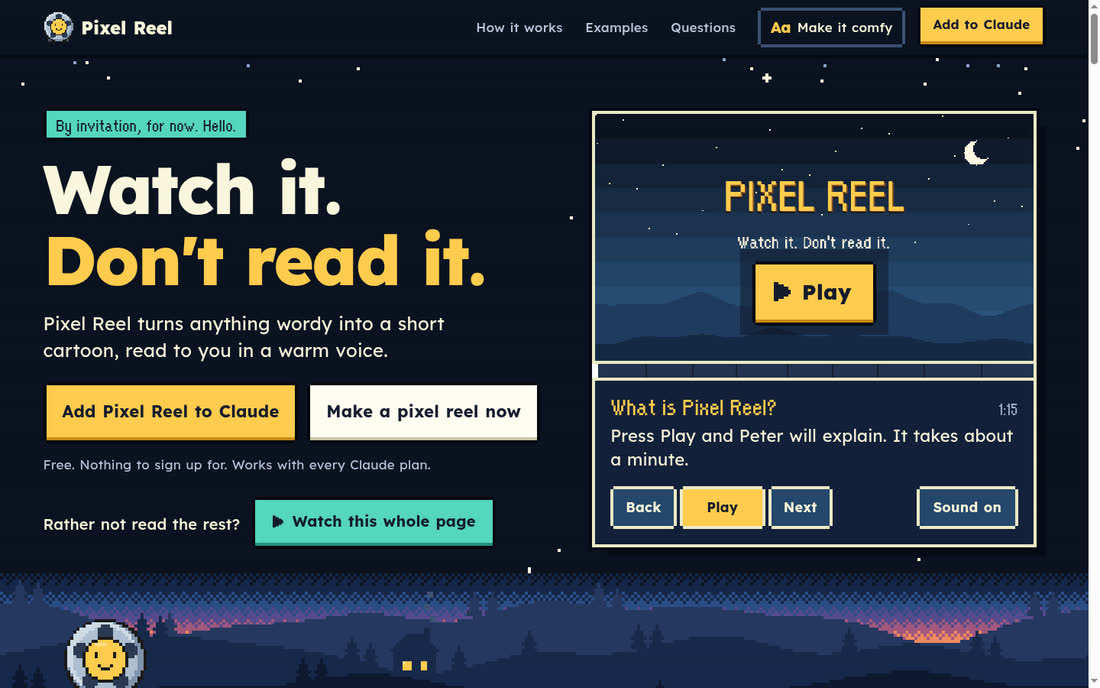 Pixel Reel
How it works
Examples
Questions
Aa Make it comfy
Add to Claude
By invitation, for now. Hello.
Watch it.
Don't read it.
Pixel Reel turns anything wordy into a short
cartoon, read to you in a warm voice.
Add Pixel Reel to Claude
Make a pixel reel now
Free. Nothing to sign up for. Works with every Claude plan.
Rather not read the rest?
Watch this whole page
PIXEL REEL
Watch it. Don't read it.
Play
What is Pixel Reel?
1:15
Press Play and Peter will explain. It takes about
a minute.
Back
Play
Next
Sound on